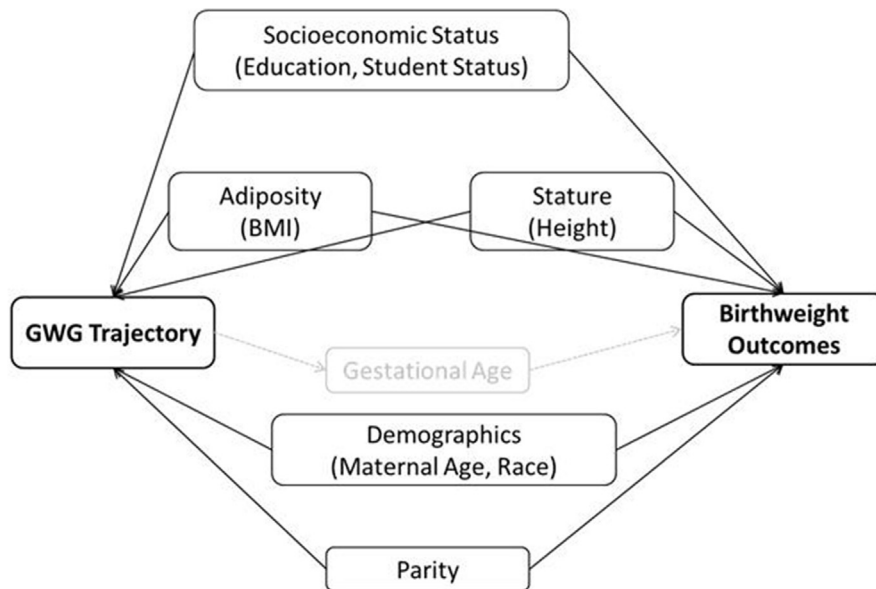 Socioeconomic Status
(Education, Student Status)
Adiposity
(BMI)
Stature
(Height)
GWG Trajectory
Birthweight
Outcomes
Gestational Age
Demographics
(Maternal Age, Race)
Parity